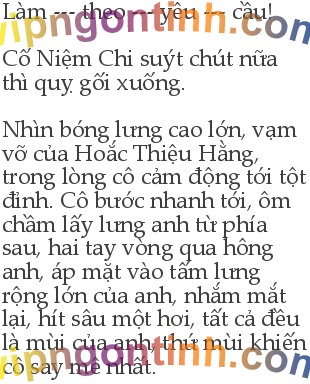 Làm --- theo --- yêu --- cầu!
vipngontinh.com
Cố Niệm Chi suýt chút nữa
thì quỵ gối xuống.
Nhìn bóng lưng cao lớn, vạm
vỡ của Hoắc Thiệu Hằng,
trong lòng cô cảm động tới tột
đỉnh. Cô bước nhanh tới, ôm
chầm lấy lưng anh từ phía
sau, hai tay vòng qua hông
anh, áp mặt vào tấm lưng
rộng lớn của anh, nhắm mắt
lại, hít sâu một hơi, tất cả đều
là mùi của anh, thứ mùi khiến
vipngontinh.com
cô say mê nhất.